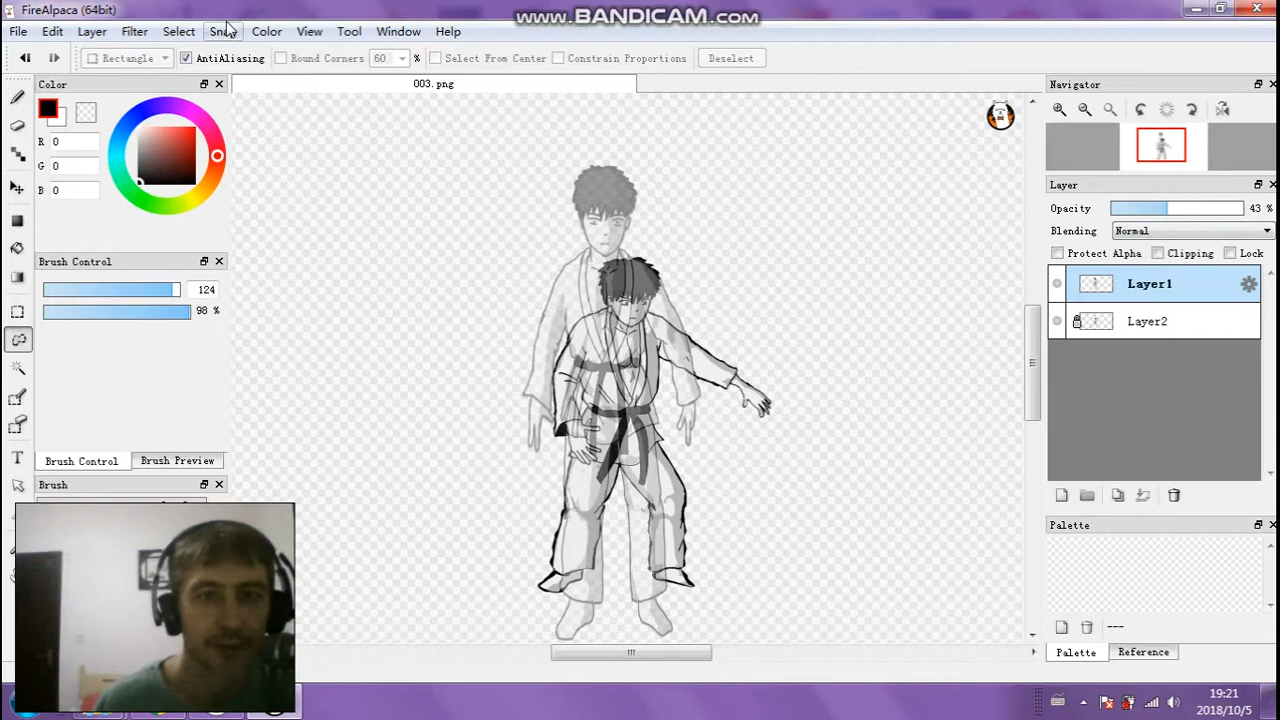 FireAlpaca (64bit)
www.BANDICAM.com
File Edit Layer Filter Select Snap Color View Tool Window Help
Rectangle AntiAliasing Round Corners 60 % Select From Center Constrain Proportions Deselect
Color
003.png
Navigator
R 0
G 0
B 0
Layer
Opacity 43 %
Blending Normal
Protect Alpha Clipping Lock
Brush Control
124
98 %
Layer1
Layer2
Brush Control Brush Preview
Brush
Palette
---
Palette Reference
19:21
2018/10/5